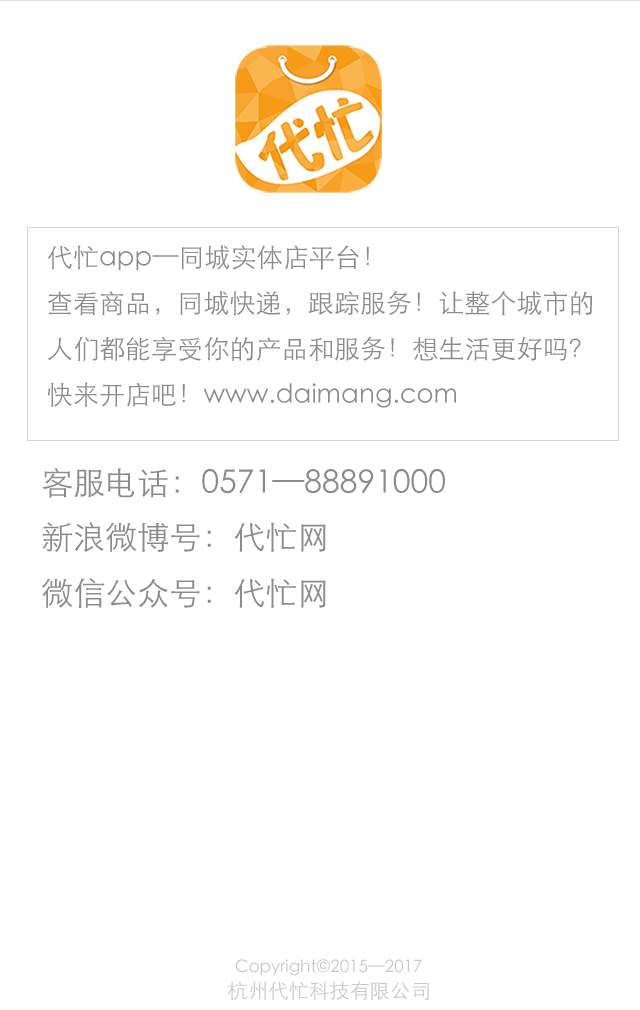 代忙
代忙app—同城实体店平台！
查看商品，同城快递，跟踪服务！让整个城市的
人们都能享受你的产品和服务！想生活更好吗？
快来开店吧！www.daimang.com
客服电话：0571—88891000
新浪微博号：代忙网
微信公众号：代忙网
Copyright©2015—2017
杭州代忙科技有限公司